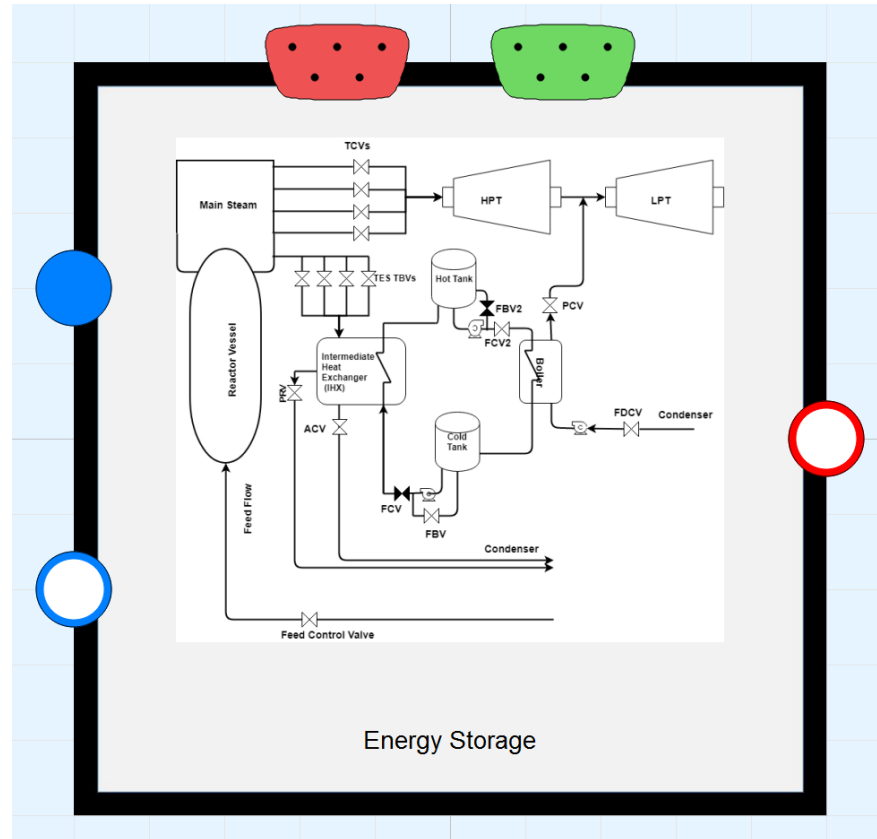 TCVs
Main Steam
HPT
LPT
TES TBVs
Hot Tank
PCV
FBV2
FCV2
Reactor Vessel
Intermediate
Heat
Exchanger
(IHX)
Boiler
PRV
ACV
Cold
Tank
FDCV
Condenser
Feed Flow
FCV
FBV
Condenser
Feed Control Valve
Energy Storage